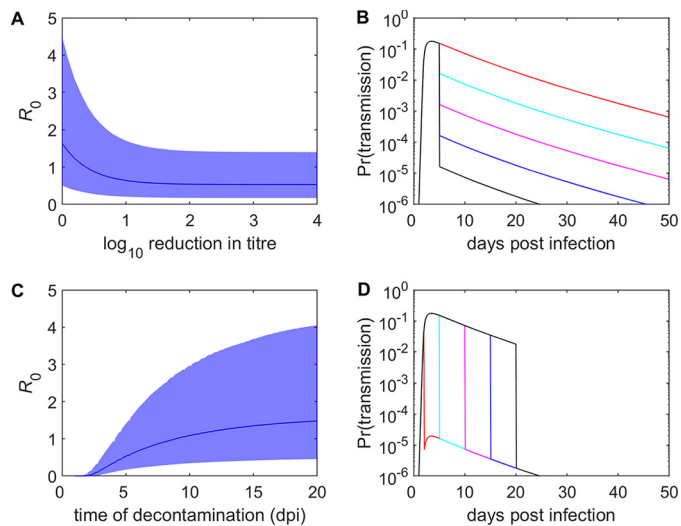 A
5
4
3
2
1
0
R0
0 1 2 3 4
log10 reduction in titre
B
10^0
10^-1
10^-2
10^-3
10^-4
10^-5
10^-6
Pr(transmission)
0 10 20 30 40 50
days post infection
C
5
4
3
2
1
0
R0
0 5 10 15 20
time of decontamination (dpi)
D
10^0
10^-1
10^-2
10^-3
10^-4
10^-5
10^-6
Pr(transmission)
0 10 20 30 40 50
days post infection